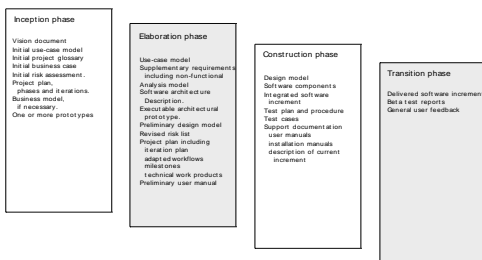 Inception phase
Vision document
Initial use-case model
Initial project glossary
Initial business case
Initial risk assessment.
Project plan,
phases and iterations.
Business model,
if necessary.
One or more prototypes
Elaboration phase
Use-case model
Supplementary requirements
including non-functional
Analysis model
Software architecture
Description.
Executable architectural
prototype.
Preliminary design model
Revised risk list
Project plan including
iteration plan
adapted workflows
milestones
technical work products
Preliminary user manual
Construction phase
Design model
Software components
Integrated software
increment
Test plan and procedure
Test cases
Support documentation
user manuals
installation manuals
description of current
increment
Transition phase
Delivered software increment
Beta test reports
General user feedback